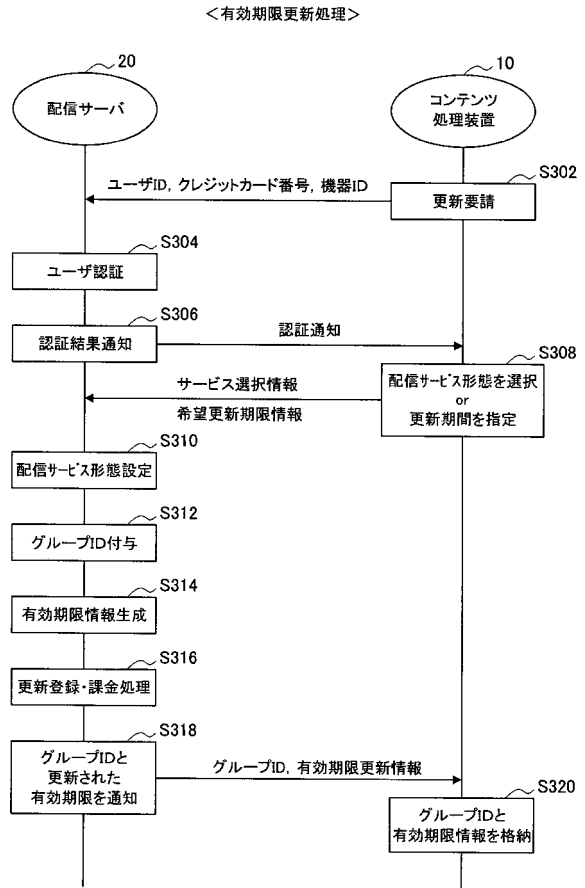 ＜有効期限更新処理＞
20
配信サーバ
10
コンテンツ
処理装置
S302
更新要請
ユーザID, クレジットカード番号, 機器ID
S304
ユーザ認証
S306
認証結果通知
認証通知
S308
配信サービス形態を選択
or
更新期間を指定
サービス選択情報
希望更新期限情報
S310
配信サービス形態設定
S312
グループID付与
S314
有効期限情報生成
S316
更新登録・課金処理
S318
グループIDと
更新された
有効期限を通知
グループID, 有効期限更新情報
S320
グループIDと
有効期限情報を格納